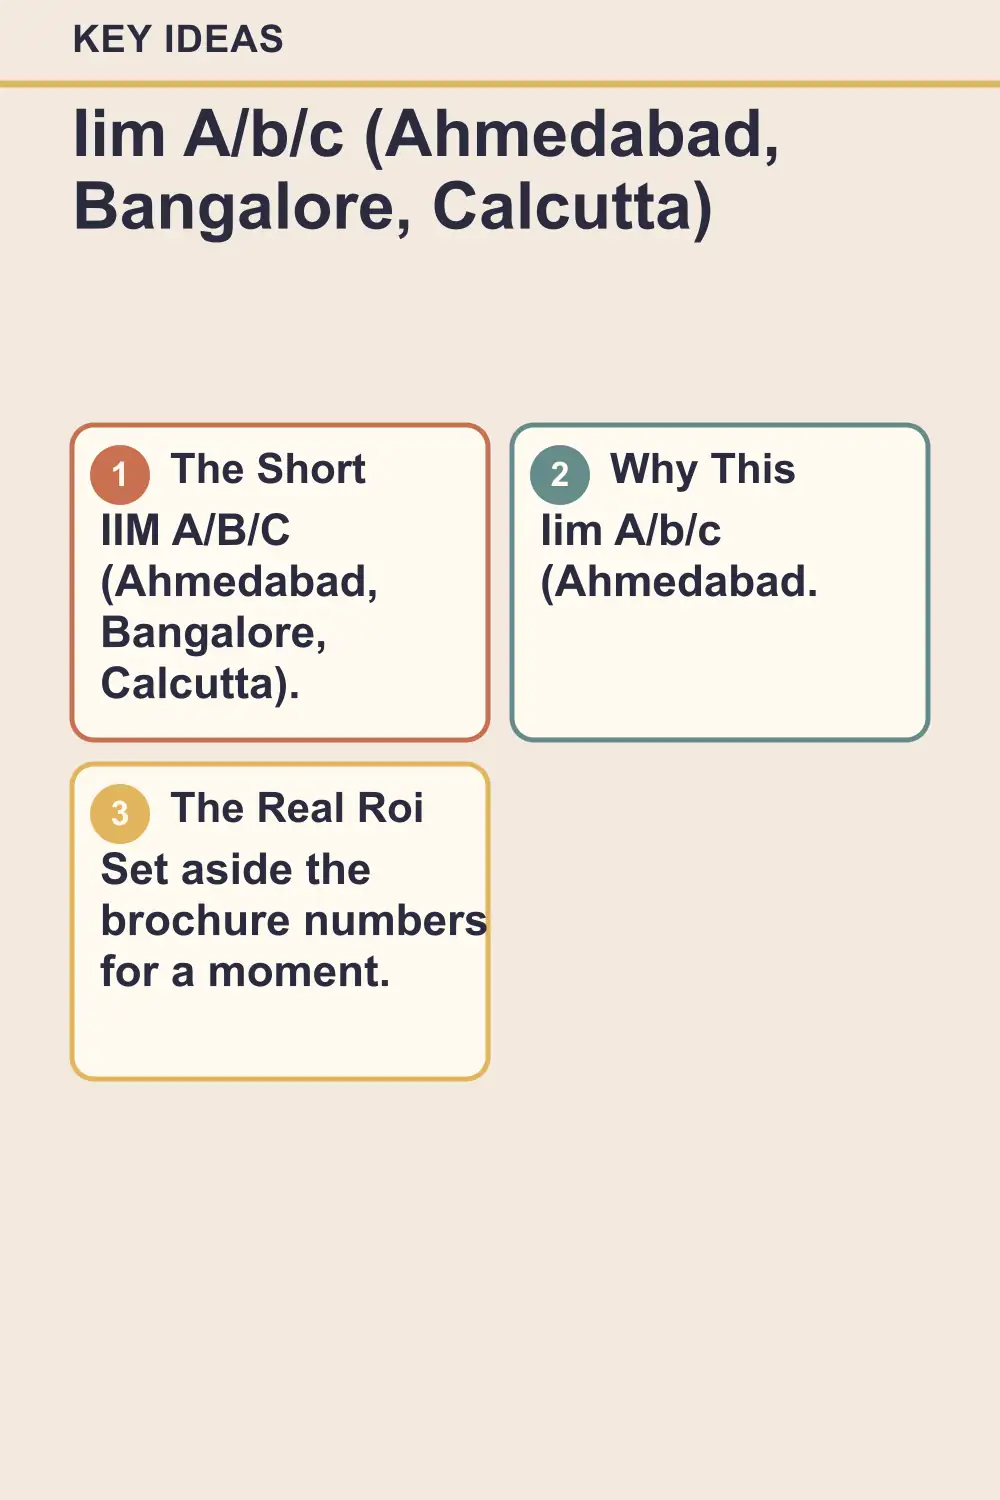 KEY IDEAS
Iim A/b/c (Ahmedabad,
Bangalore, Calcutta)
1 The Short
IIM A/B/C
(Ahmedabad,
Bangalore,
Calcutta).
2 Why This
Iim A/b/c
(Ahmedabad.
3 The Real Roi
Set aside the
brochure numbers
for a moment.